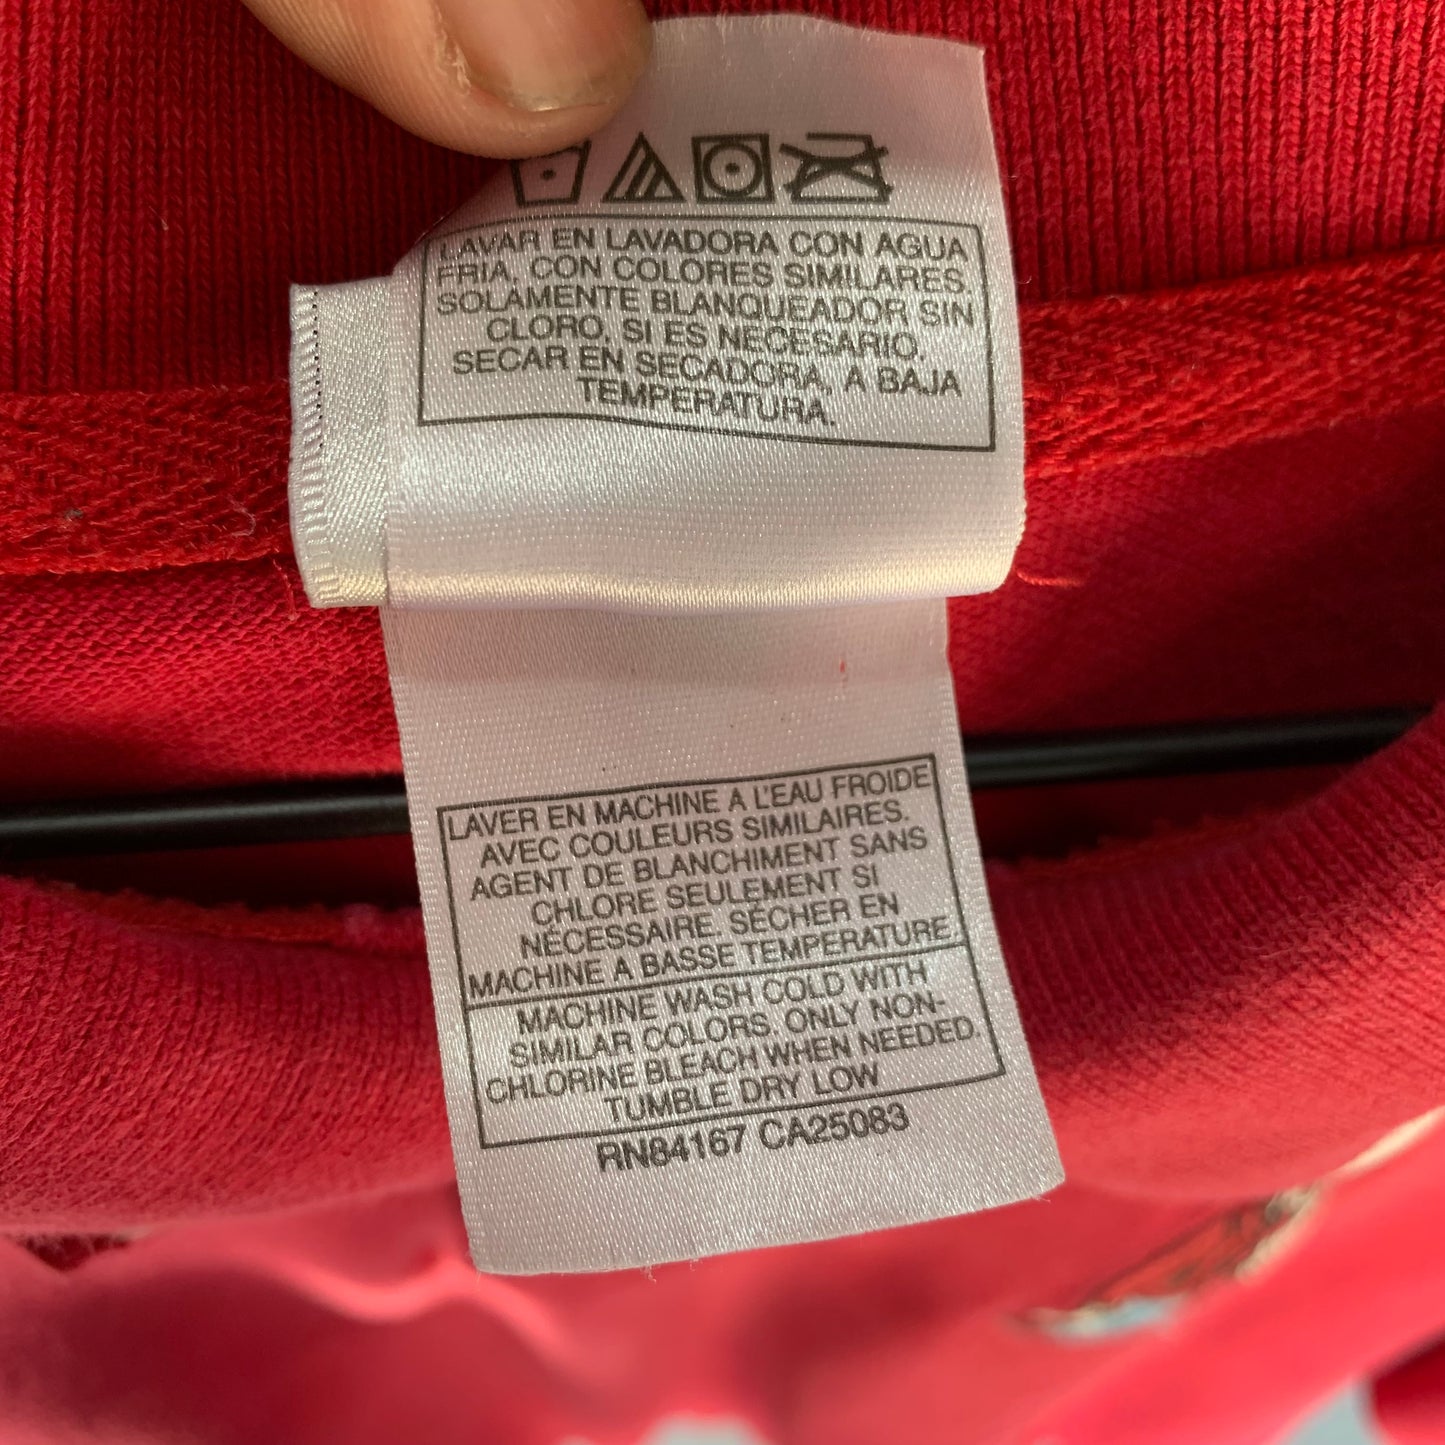 LAVAR EN LAVADORA CON AGUA
FRIA, CON COLORES SIMILARES.
SOLAMENTE BLANQUEADOR SIN
CLORO, SI ES NECESARIO.
SECAR EN SECADORA, A BAJA
TEMPERATURA.
LAVER EN MACHINE A L'EAU FROIDE
AVEC COULEURS SIMILAIRES.
AGENT DE BLANCHIMENT SANS
CHLORE SEULEMENT SI
NÉCESSAIRE. SÉCHER EN
MACHINE A BASSE TEMPERATURE.
MACHINE WASH COLD WITH
SIMILAR COLORS. ONLY NON-
CHLORINE BLEACH WHEN NEEDED.
TUMBLE DRY LOW
RN84167 CA25083